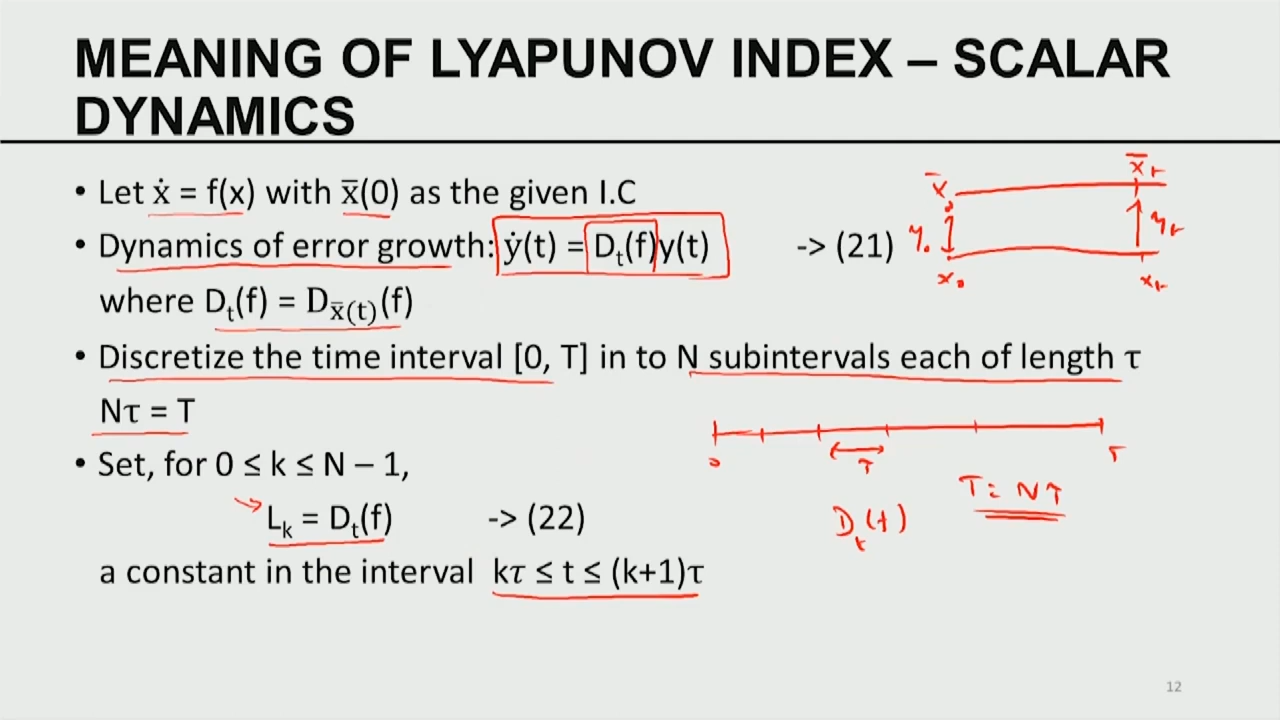 MEANING OF LYAPUNOV INDEX – SCALAR
DYNAMICS
• Let ẋ = f(x) with x̅(0) as the given I.C
• Dynamics of error growth: ẏ(t) = Dₜ(f)y(t) -> (21)
where Dₜ(f) = D_x̅(t)(f)
• Discretize the time interval [0, T] in to N subintervals each of length τ
Nτ = T
• Set, for 0 ≤ k ≤ N – 1,
Lₖ = Dₜ(f) -> (22)
a constant in the interval kτ ≤ t ≤ (k+1)τ
x̅₀
x̅ₜ
y₀
yₜ
x₀
xₜ
0
τ
T
T = Nτ
Dₜ(f)
12